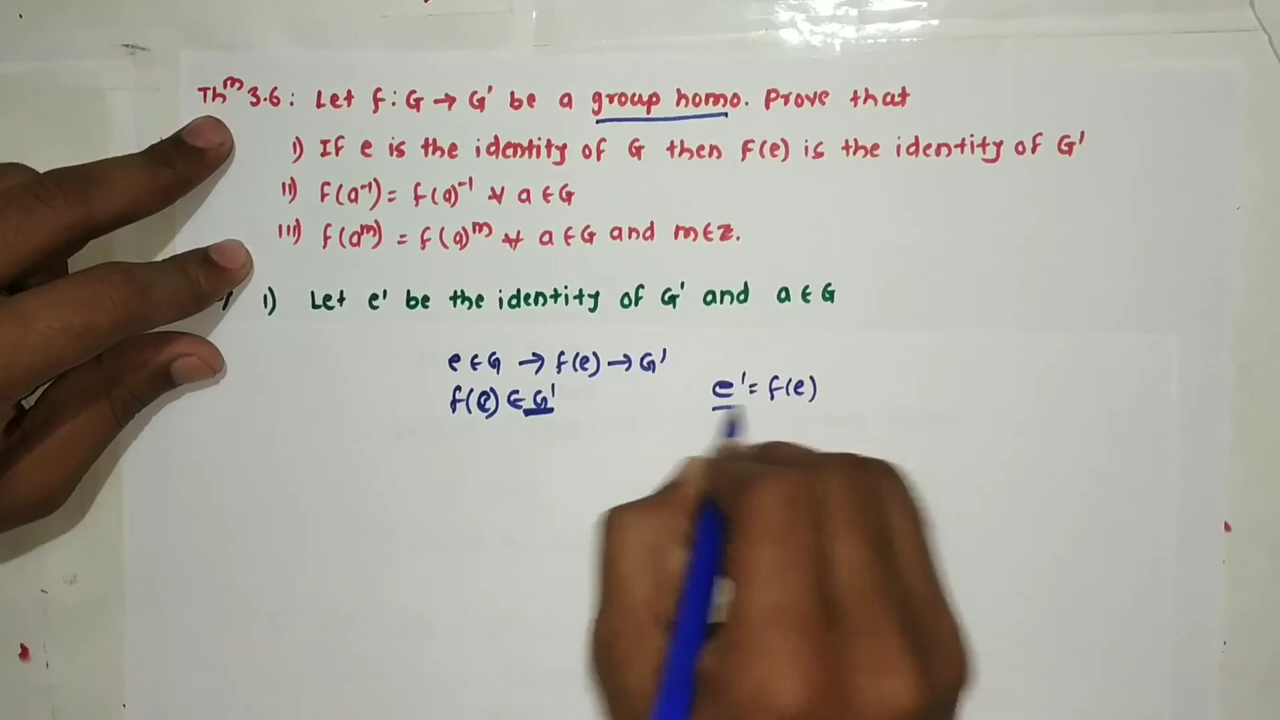 Thm 3.6: Let f: G → G' be a group homo. Prove that
i) If e is the identity of G then f(e) is the identity of G'
ii) f(a⁻¹) = f(a)⁻¹ ∀ a ∈ G
iii) f(aᵐ) = f(a)ᵐ ∀ a ∈ G and m ∈ Z.
i) Let e' be the identity of G' and a ∈ G
e ∈ G → f(e) → G'
f(e) ∈ G'
e' = f(e)